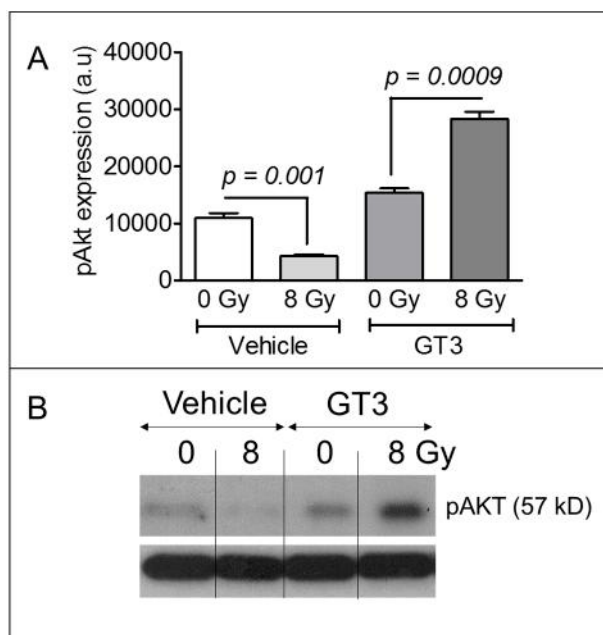 A
pAkt expression (a.u)
40000
30000
20000
10000
0
p = 0.001
p = 0.0009
0 Gy 8 Gy 0 Gy 8 Gy
Vehicle GT3
B
Vehicle GT3
0 8 0 8 Gy
pAKT (57 kD)